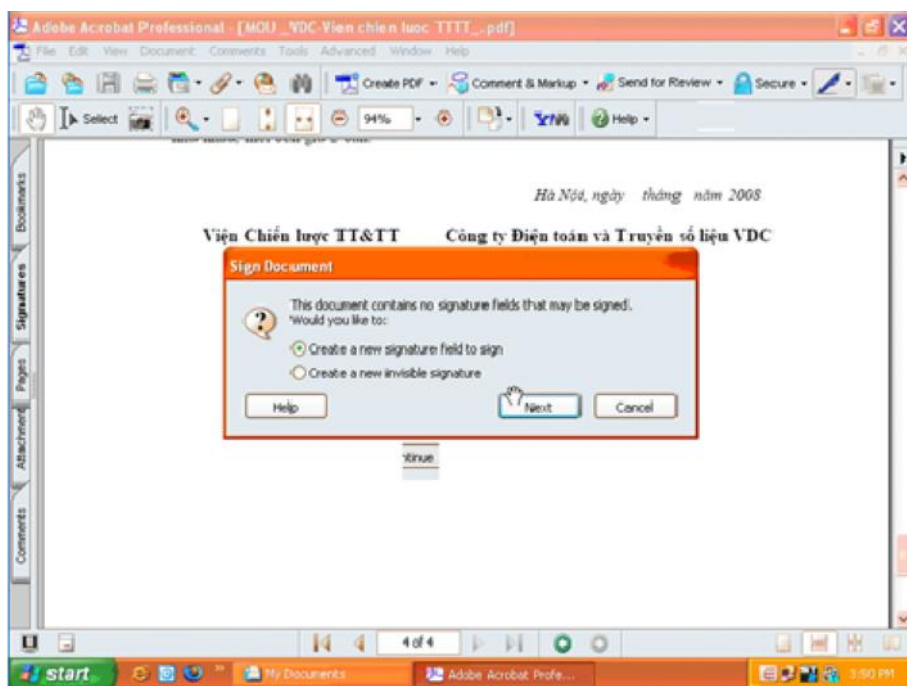 Adobe Acrobat Professional - [MOU _VDC-Vien chien luoc TTTT_.pdf]
File Edit View Document Comments Tools Advanced Window Help
Create PDF Comment & Markup Send for Review Secure
Select 94% Help
Hà Nội, ngày tháng năm 2008
Viện Chiến lược TT&TT Công ty Điện toán và Truyền số liệu VDC
Sign Document
This document contains no signature fields that may be signed.
Would you like to:
Create a new signature field to sign
Create a new invisible signature
Help Next Cancel
ntinue
Bookmarks
Signatures
Pages
Attachment
Comments
4 of 4
start My Documents Adobe Acrobat Profe... 3:50 PM